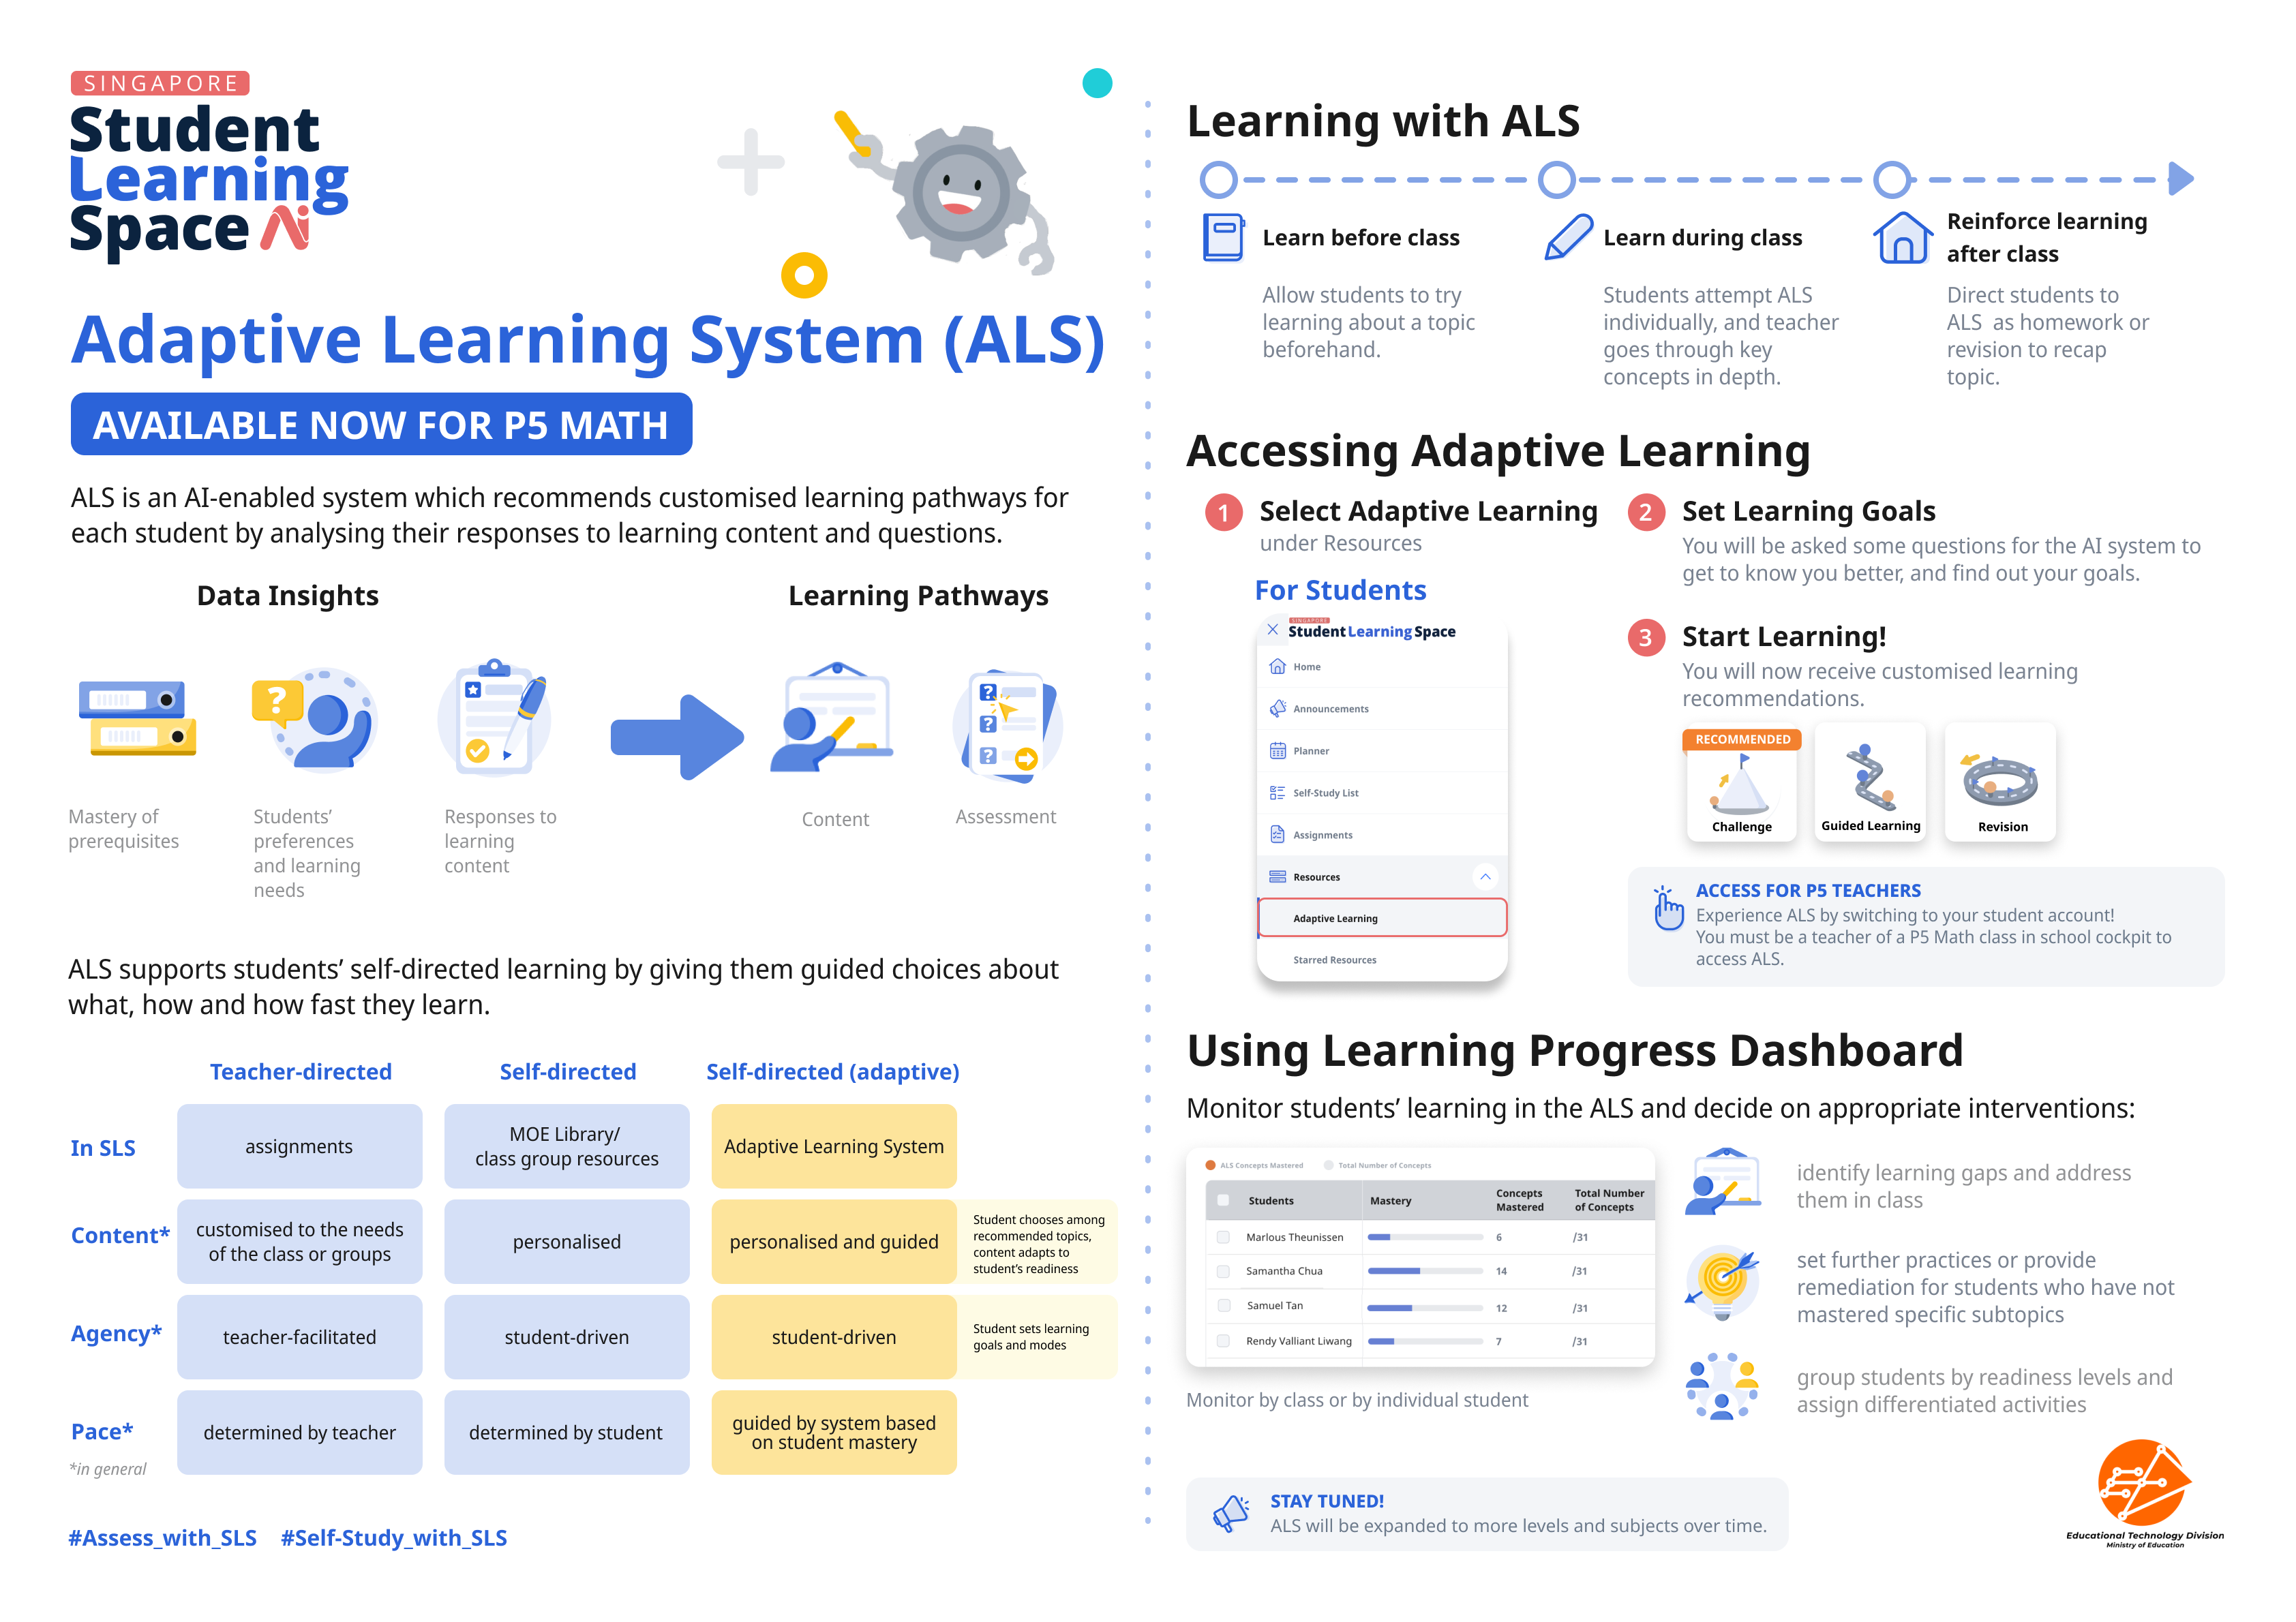 SINGAPORE
Student
Learning
Space Ai
Adaptive Learning System (ALS)
AVAILABLE NOW FOR P5 MATH
ALS is an AI-enabled system which recommends customised learning pathways for
each student by analysing their responses to learning content and questions.
Data Insights
Learning Pathways
?
?
?
?
Mastery of
prerequisites
Students’
preferences
and learning
needs
Responses to
learning
content
Content
Assessment
ALS supports students’ self-directed learning by giving them guided choices about
what, how and how fast they learn.
Teacher-directed
Self-directed
Self-directed (adaptive)
In SLS
assignments
MOE Library/
class group resources
Adaptive Learning System
Content*
customised to the needs
of the class or groups
personalised
personalised and guided
Student chooses among
recommended topics,
content adapts to
student’s readiness
Agency*
teacher-facilitated
student-driven
student-driven
Student sets learning
goals and modes
Pace*
determined by teacher
determined by student
guided by system based
on student mastery
*in general
#Assess_with_SLS #Self-Study_with_SLS
Learning with ALS
Learn before class
Allow students to try
learning about a topic
beforehand.
Learn during class
Students attempt ALS
individually, and teacher
goes through key
concepts in depth.
Reinforce learning
after class
Direct students to
ALS as homework or
revision to recap
topic.
Accessing Adaptive Learning
1 Select Adaptive Learning
under Resources
For Students
SINGAPORE
Student Learning Space
Home
Announcements
Planner
Self-Study List
Assignments
Resources
Adaptive Learning
Starred Resources
2 Set Learning Goals
You will be asked some questions for the AI system to
get to know you better, and find out your goals.
3 Start Learning!
You will now receive customised learning
recommendations.
RECOMMENDED
Challenge
Guided Learning
Revision
ACCESS FOR P5 TEACHERS
Experience ALS by switching to your student account!
You must be a teacher of a P5 Math class in school cockpit to
access ALS.
Using Learning Progress Dashboard
Monitor students’ learning in the ALS and decide on appropriate interventions:
ALS Concepts Mastered Total Number of Concepts
Students Mastery Concepts Mastered Total Number of Concepts
Marlous Theunissen 6 /31
Samantha Chua 14 /31
Samuel Tan 12 /31
Rendy Valliant Liwang 7 /31
Monitor by class or by individual student
identify learning gaps and address
them in class
set further practices or provide
remediation for students who have not
mastered specific subtopics
group students by readiness levels and
assign differentiated activities
STAY TUNED!
ALS will be expanded to more levels and subjects over time.
Educational Technology Division
Ministry of Education